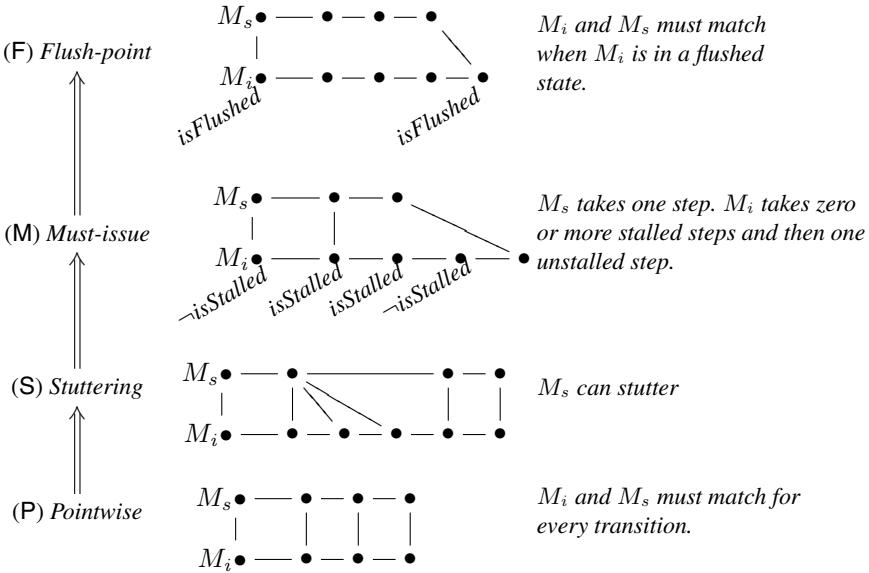 (F) Flush-point
M_s
M_i
isFlushed
isFlushed
M_i and M_s must match
when M_i is in a flushed
state.
(M) Must-issue
M_s
M_i
¬isStalled
isStalled
isStalled
¬isStalled
M_s takes one step. M_i takes zero
or more stalled steps and then one
unstalled step.
(S) Stuttering
M_s
M_i
M_s can stutter
(P) Pointwise
M_s
M_i
M_i and M_s must match for
every transition.